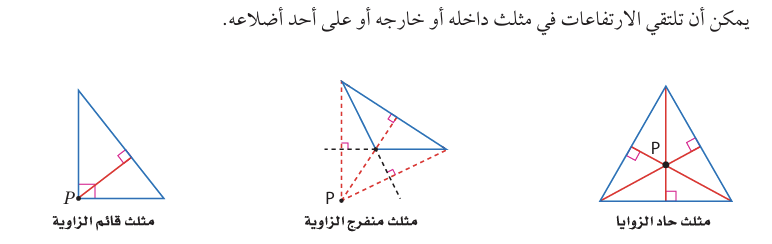 يمكن أن تلتقي الارتفاعات في مثلث داخله أو خارجه أو على أحد أضلاعه.
P
P
P
مثلث حاد الزوايا
مثلث منفرج الزاوية
مثلث قائم الزاوية